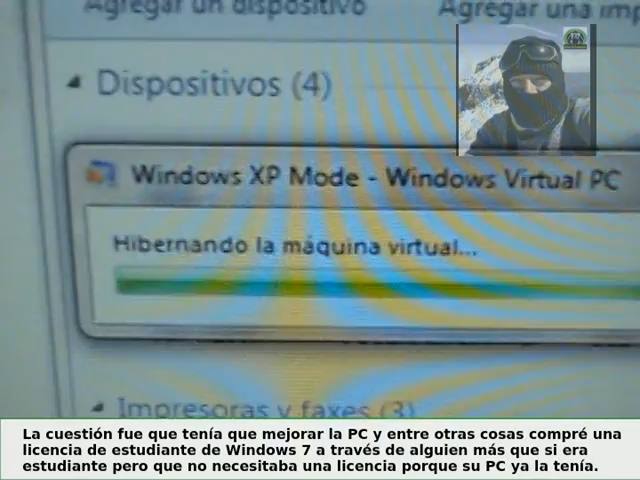 Agregar un dispositivo Agregar una imp
Dispositivos (4)
Windows XP Mode - Windows Virtual PC
Hibernando la máquina virtual...
Impresoras y faxes (3)
La cuestión fue que tenía que mejorar la PC y entre otras cosas compré una
licencia de estudiante de Windows 7 a través de alguien más que si era
estudiante pero que no necesitaba una licencia porque su PC ya la tenía.